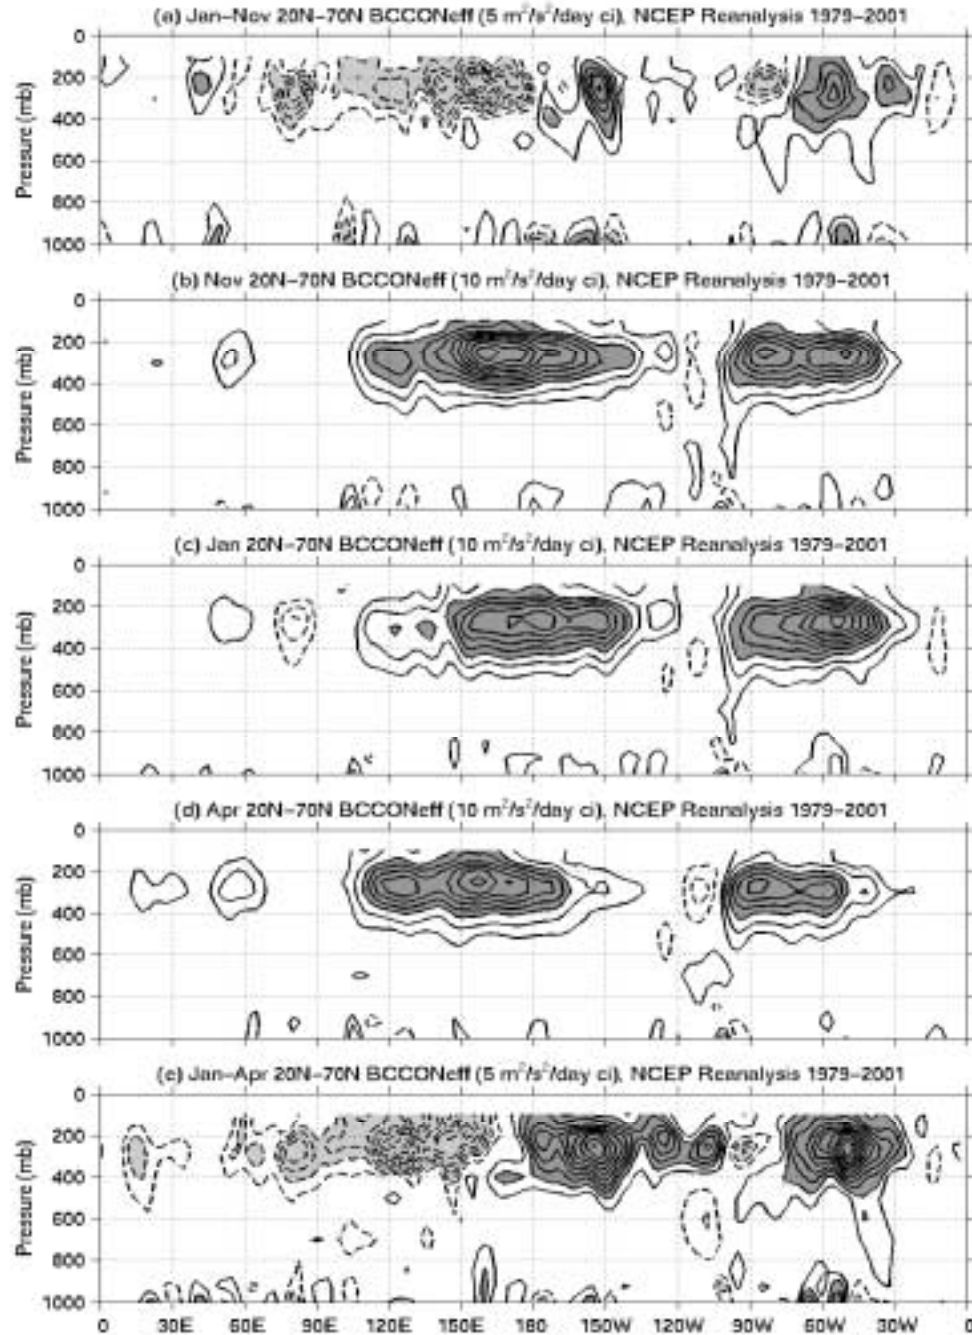 (a) Jan–Nov 20N–70N BCCONeff (5 m²/s²/day ci), NCEP Reanalysis 1979–2001
0
200
400
600
800
1000
Pressure (mb)
(b) Nov 20N–70N BCCONeff (10 m²/s²/day ci), NCEP Reanalysis 1979–2001
0
200
400
600
800
1000
Pressure (mb)
(c) Jan 20N–70N BCCONeff (10 m²/s²/day ci), NCEP Reanalysis 1979–2001
0
200
400
600
800
1000
Pressure (mb)
(d) Apr 20N–70N BCCONeff (10 m²/s²/day ci), NCEP Reanalysis 1979–2001
0
200
400
600
800
1000
Pressure (mb)
(e) Jan–Apr 20N–70N BCCONeff (5 m²/s²/day ci), NCEP Reanalysis 1979–2001
0
200
400
600
800
1000
Pressure (mb)
0 30E 60E 90E 120E 150E 180 150W 120W 90W 60W 30W 0